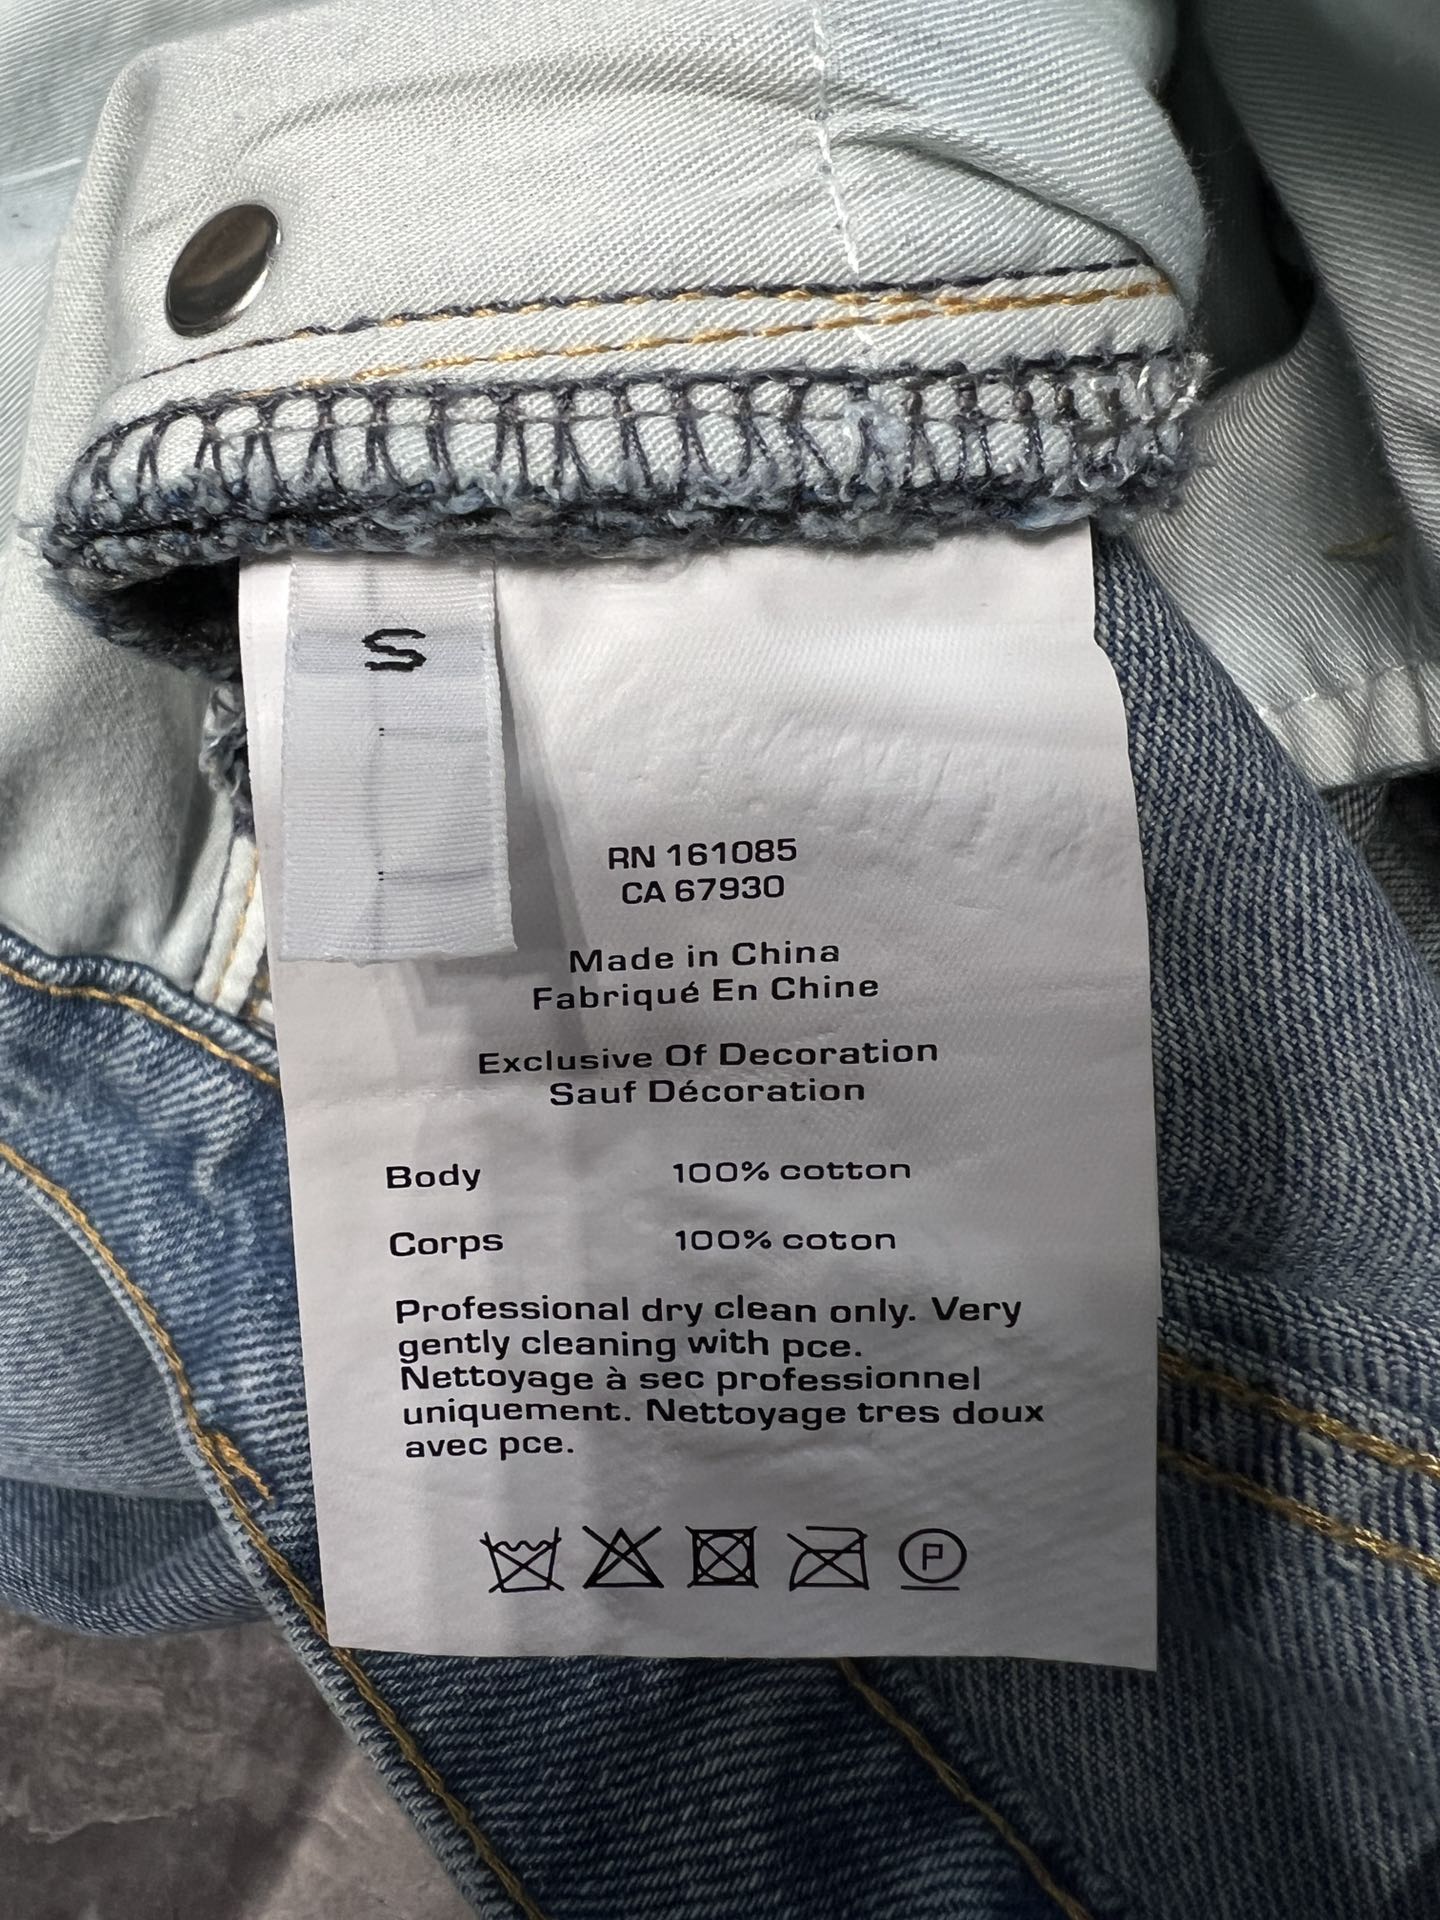 S
RN 161085
CA 67930
Made in China
Fabriqué En Chine
Exclusive Of Decoration
Sauf Décoration
Body 100% cotton
Corps 100% coton
Professional dry clean only. Very
gently cleaning with pce.
Nettoyage à sec professionnel
uniquement. Nettoyage tres doux
avec pce.
P